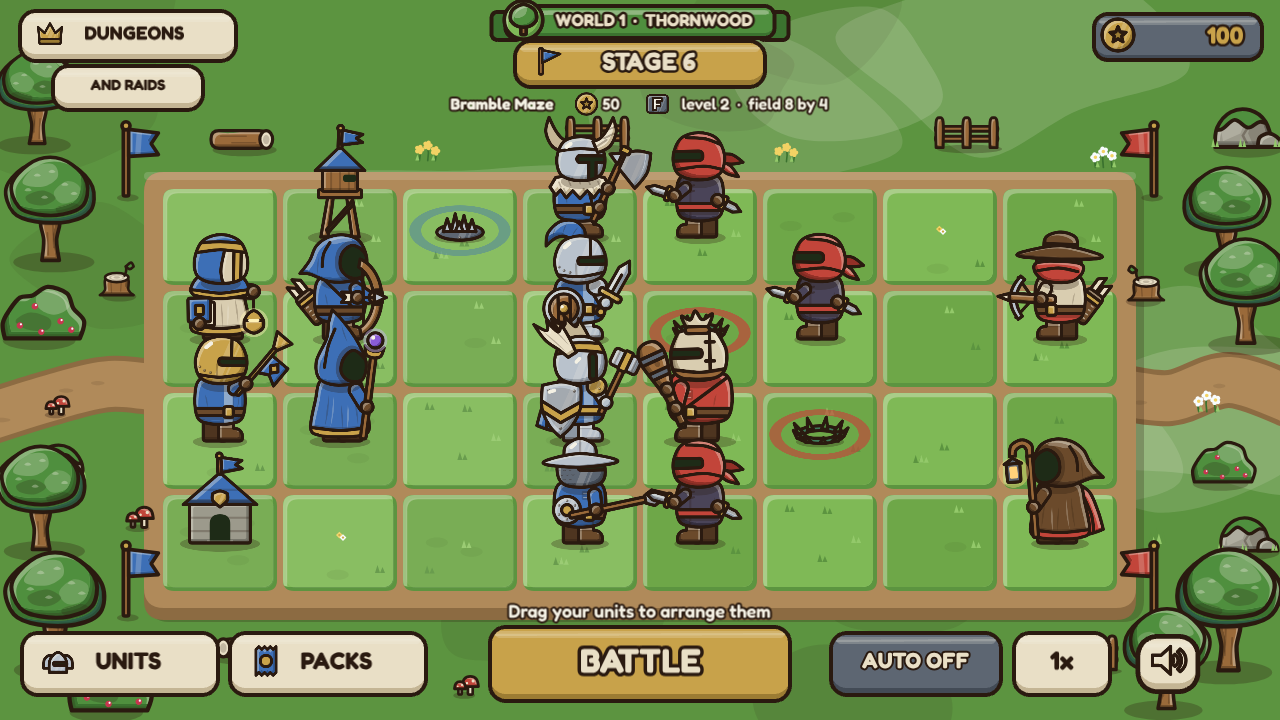 DUNGEONS
AND RAIDS
WORLD 1 · THORNWOOD
STAGE 6
Bramble Maze 50 F level 2 · field 8 by 4
100
Drag your units to arrange them
UNITS
PACKS
BATTLE
AUTO OFF
1x